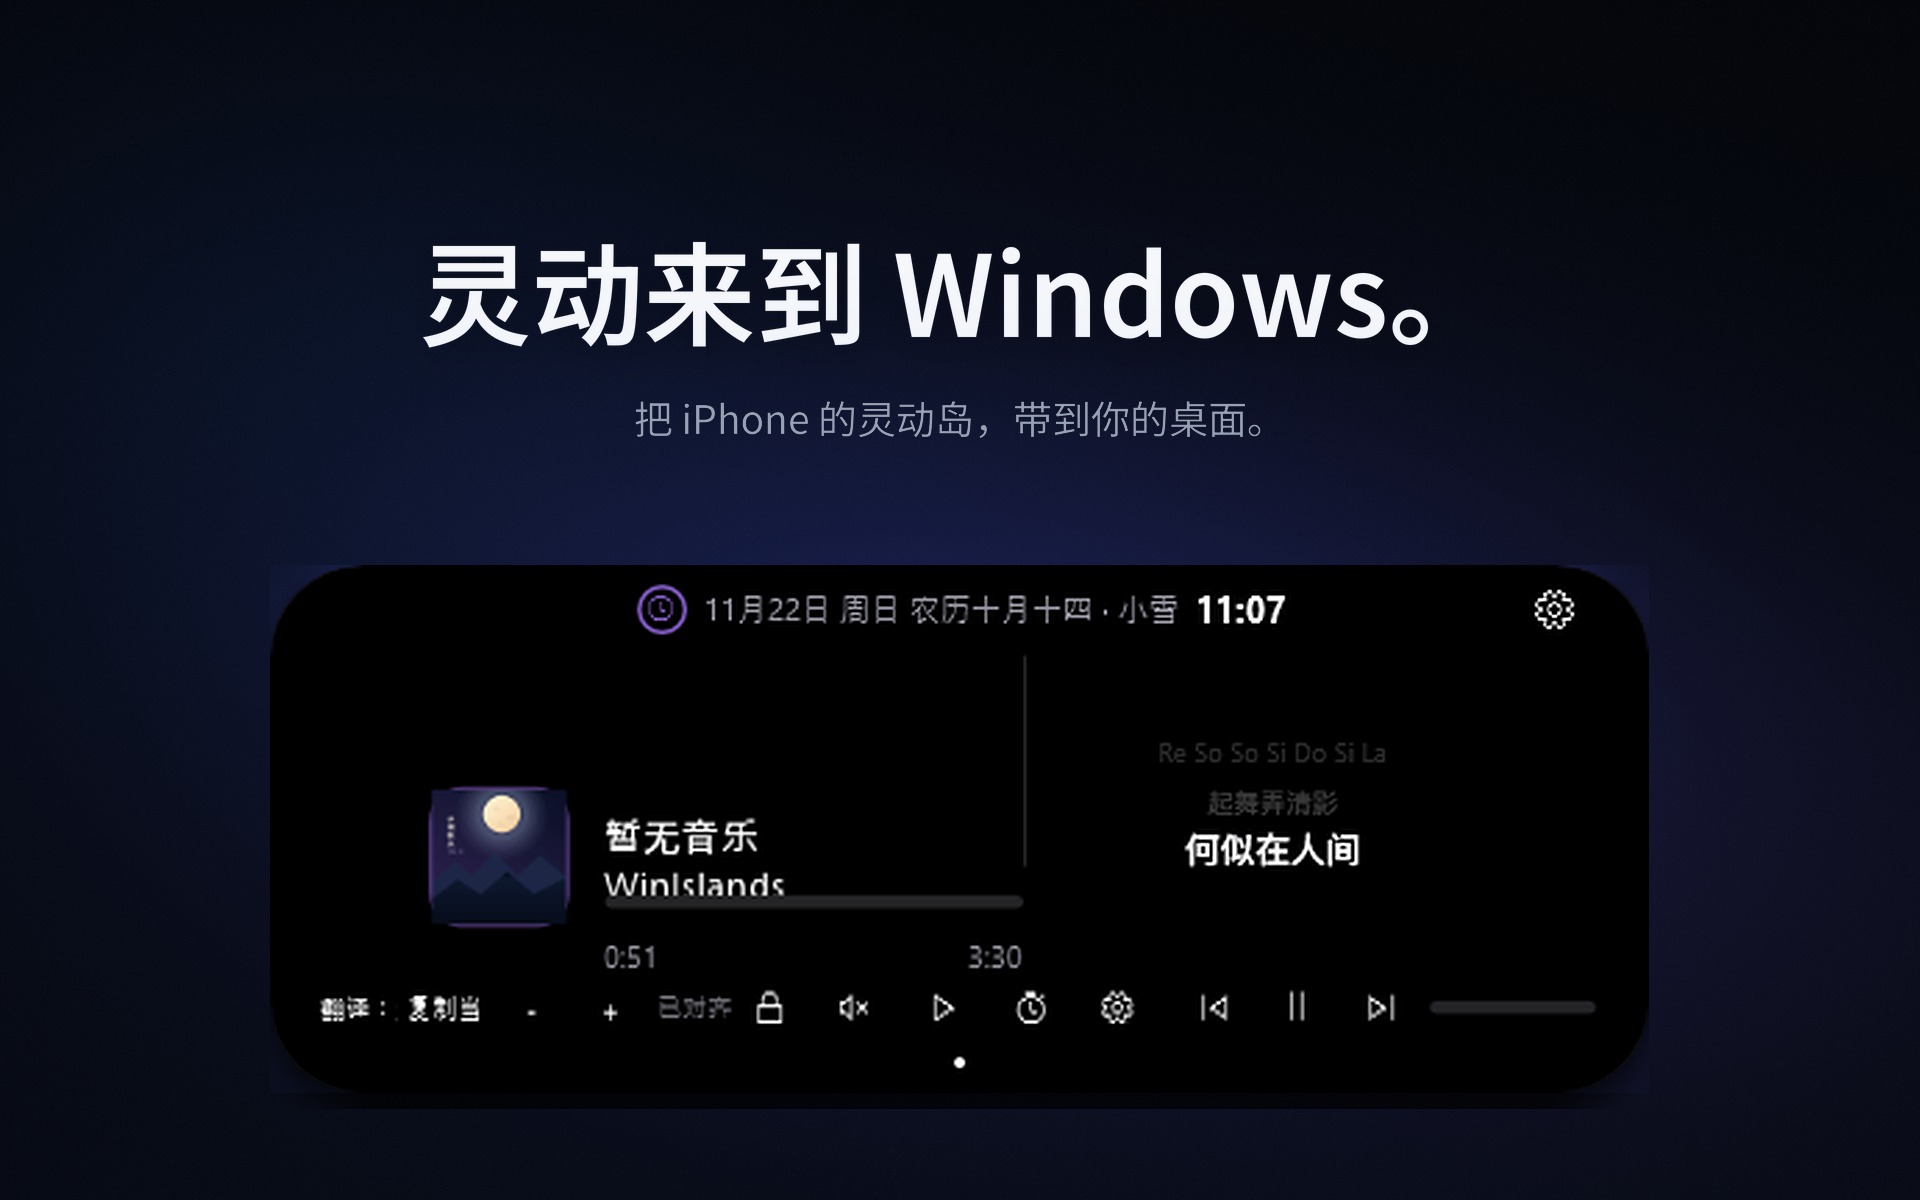 灵动来到 Windows。
把 iPhone 的灵动岛，带到你的桌面。
11月22日 周日 农历十月十四 · 小雪 11:07
Re So So Si Do Si La
起舞弄清影
何似在人间
暂无音乐
WinIslands
0:51 3:30
翻译： 复制当 - + 已对齐